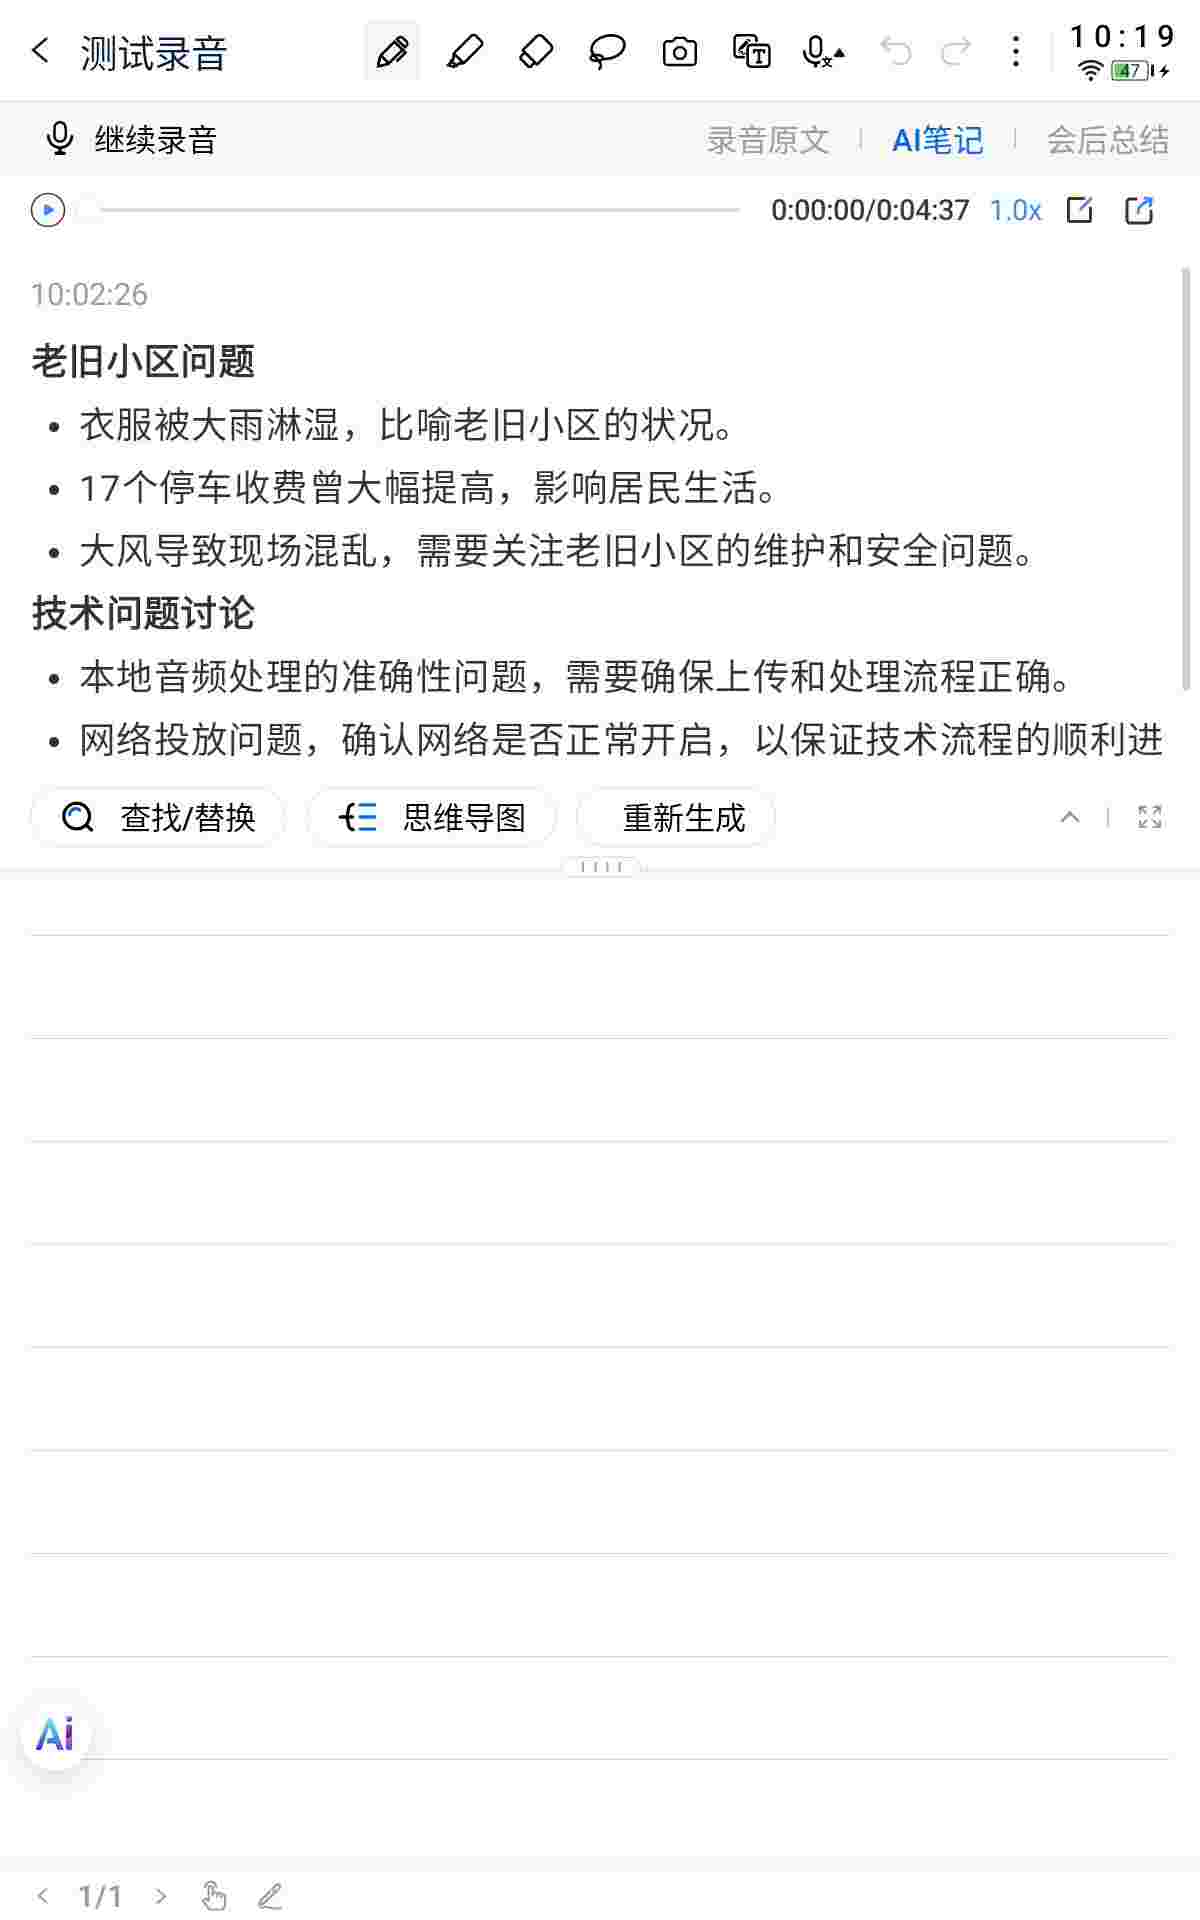 测试录音
10:19
47
继续录音
录音原文
AI笔记
会后总结
0:00:00/0:04:37 1.0x
10:02:26
老旧小区问题
• 衣服被大雨淋湿，比喻老旧小区的状况。
• 17个停车收费曾大幅提高，影响居民生活。
• 大风导致现场混乱，需要关注老旧小区的维护和安全问题。
技术问题讨论
• 本地音频处理的准确性问题，需要确保上传和处理流程正确。
• 网络投放问题，确认网络是否正常开启，以保证技术流程的顺利进
查找/替换
思维导图
重新生成
Ai
1/1